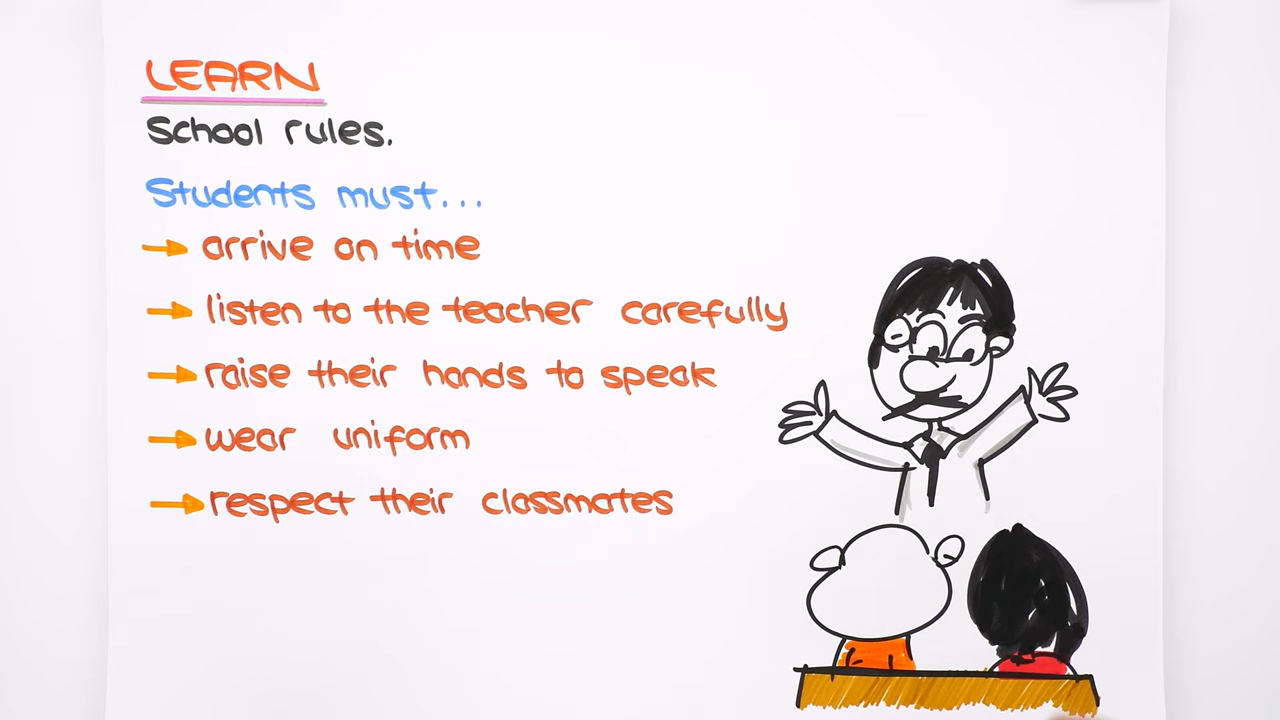 LEARN
School rules.
Students must...
→ arrive on time
→ listen to the teacher carefully
→ raise their hands to speak
→ wear uniform
→ respect their classmates